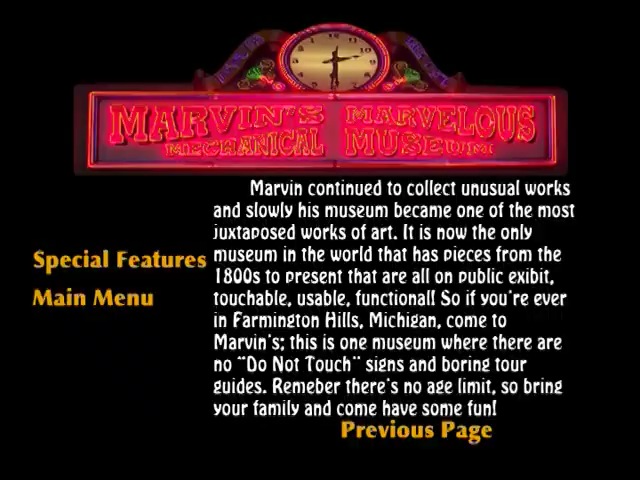 MARVIN'S MARVELOUS
MECHANICAL MUSEUM
Marvin continued to collect unusual works
and slowly his museum became one of the most
juxtaposed works of art. It is now the only
museum in the world that has pieces from the
1800s to present that are all on public exibit,
touchable, usable, functional! So if you're ever
in Farmington Hills, Michigan, come to
Marvin's; this is one museum where there are
no "Do Not Touch" signs and boring tour
guides. Remeber there's no age limit, so bring
your family and come have some fun!
Special Features
Main Menu
Previous Page